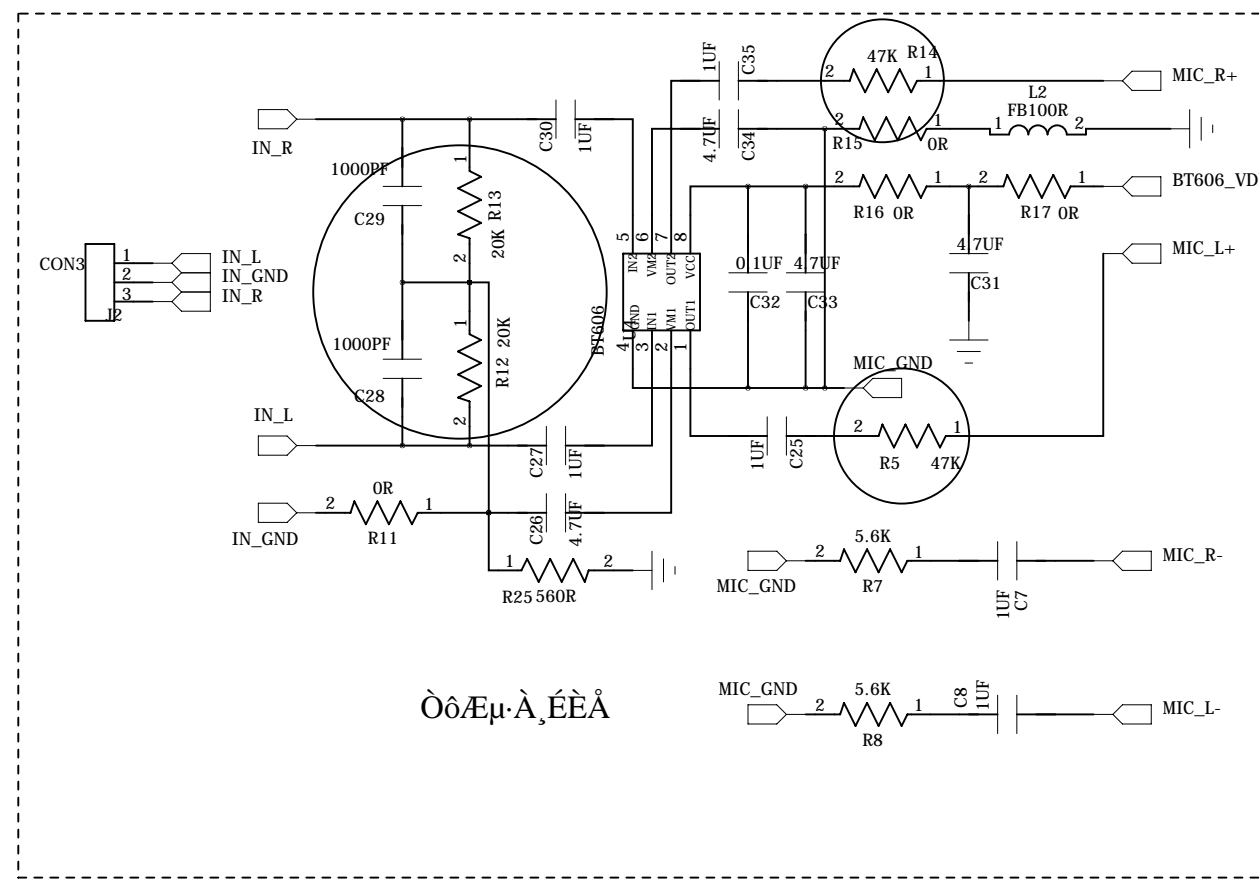 1UF
C35
47K
R14
2
1
MIC_R+
L2
FB100R
IN_R
C30
1UF
4.7UF
C34
2
R15
1
0R
1
2
1000PF
C29
1
R13
20K
2
5
6
7
8
IN2
VM2
OUT2
VCC
2
R16
0R
1
2
R17
0R
1
BT606_VD
CON3
1
2
3
J2
IN_L
IN_GND
IN_R
BT606
0.1UF
C32
4.7UF
C33
4.7UF
C31
MIC_L+
1000PF
C28
1
R12
20K
2
GND
IN1
VM1
OUT1
4
3
2
1
MIC_GND
IN_L
C27
1UF
1UF
C25
2
R5
1
47K
IN_GND
2
0R
R11
1
C26
4.7UF
1
R25
560R
2
MIC_GND
2
5.6K
R7
1
1UF
C7
MIC_R-
ÒôÆµ·À¸ÉÈÅ
MIC_GND
2
5.6K
R8
1
C8
1UF
MIC_L-